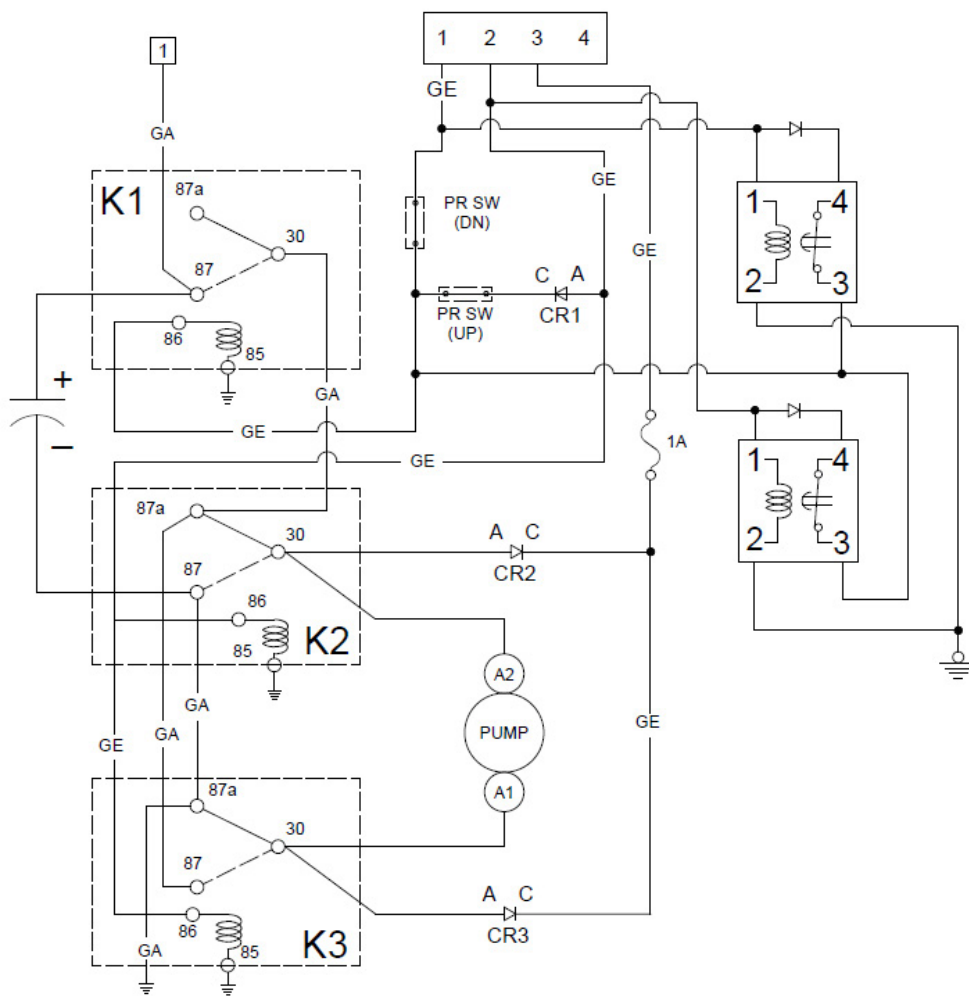 1 2 3 4
1
GE
GA
K1
87a
30
87
86
85
PR SW
(DN)
GE
GE
C A
CR1
PR SW
(UP)
1 4
2 3
+
−
GA
GE
GE
1A
1 4
2 3
87a
30
87
86
85
K2
A C
CR2
A2
PUMP
A1
GA
GA
GE
GE
87a
30
87
86
85
K3
GA
A C
CR3